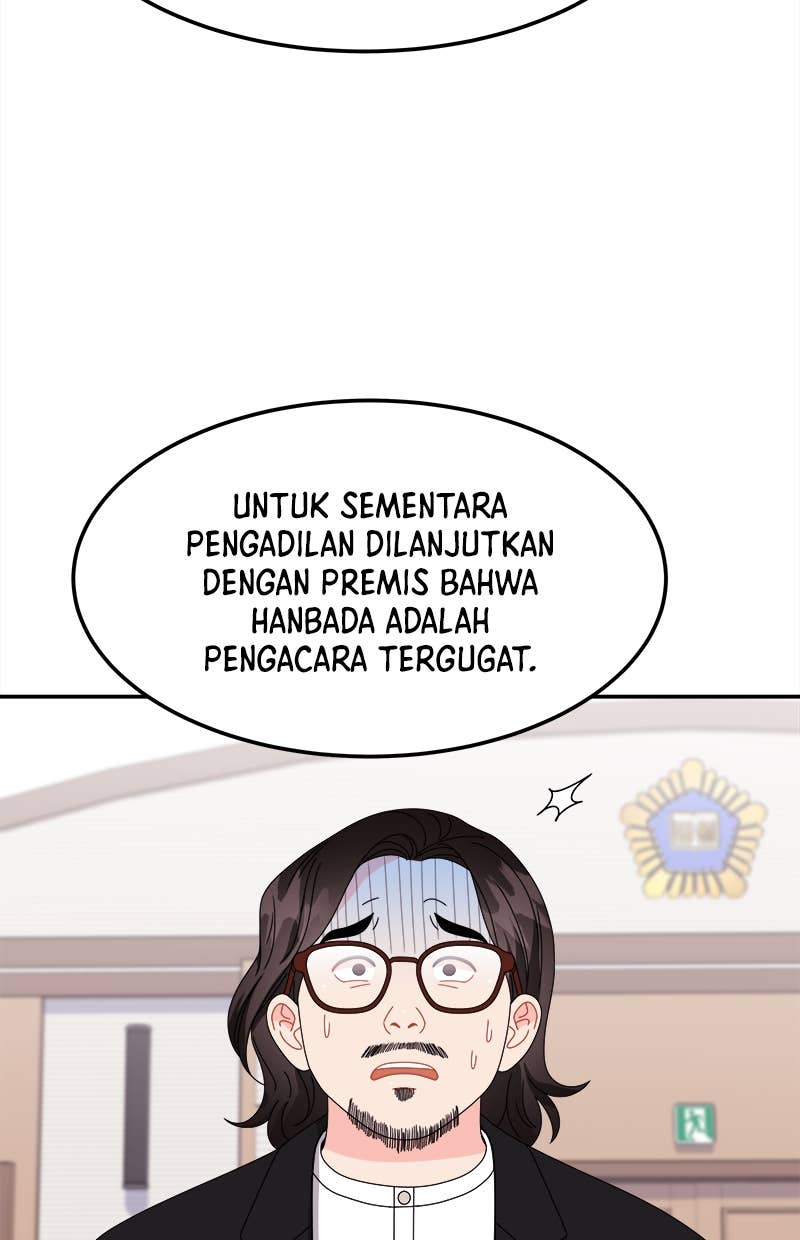 UNTUK SEMENTARA
PENGADILAN DILANJUTKAN
DENGAN PREMIS BAHWA
HANBADA ADALAH
PENGACARA TERGUGAT.